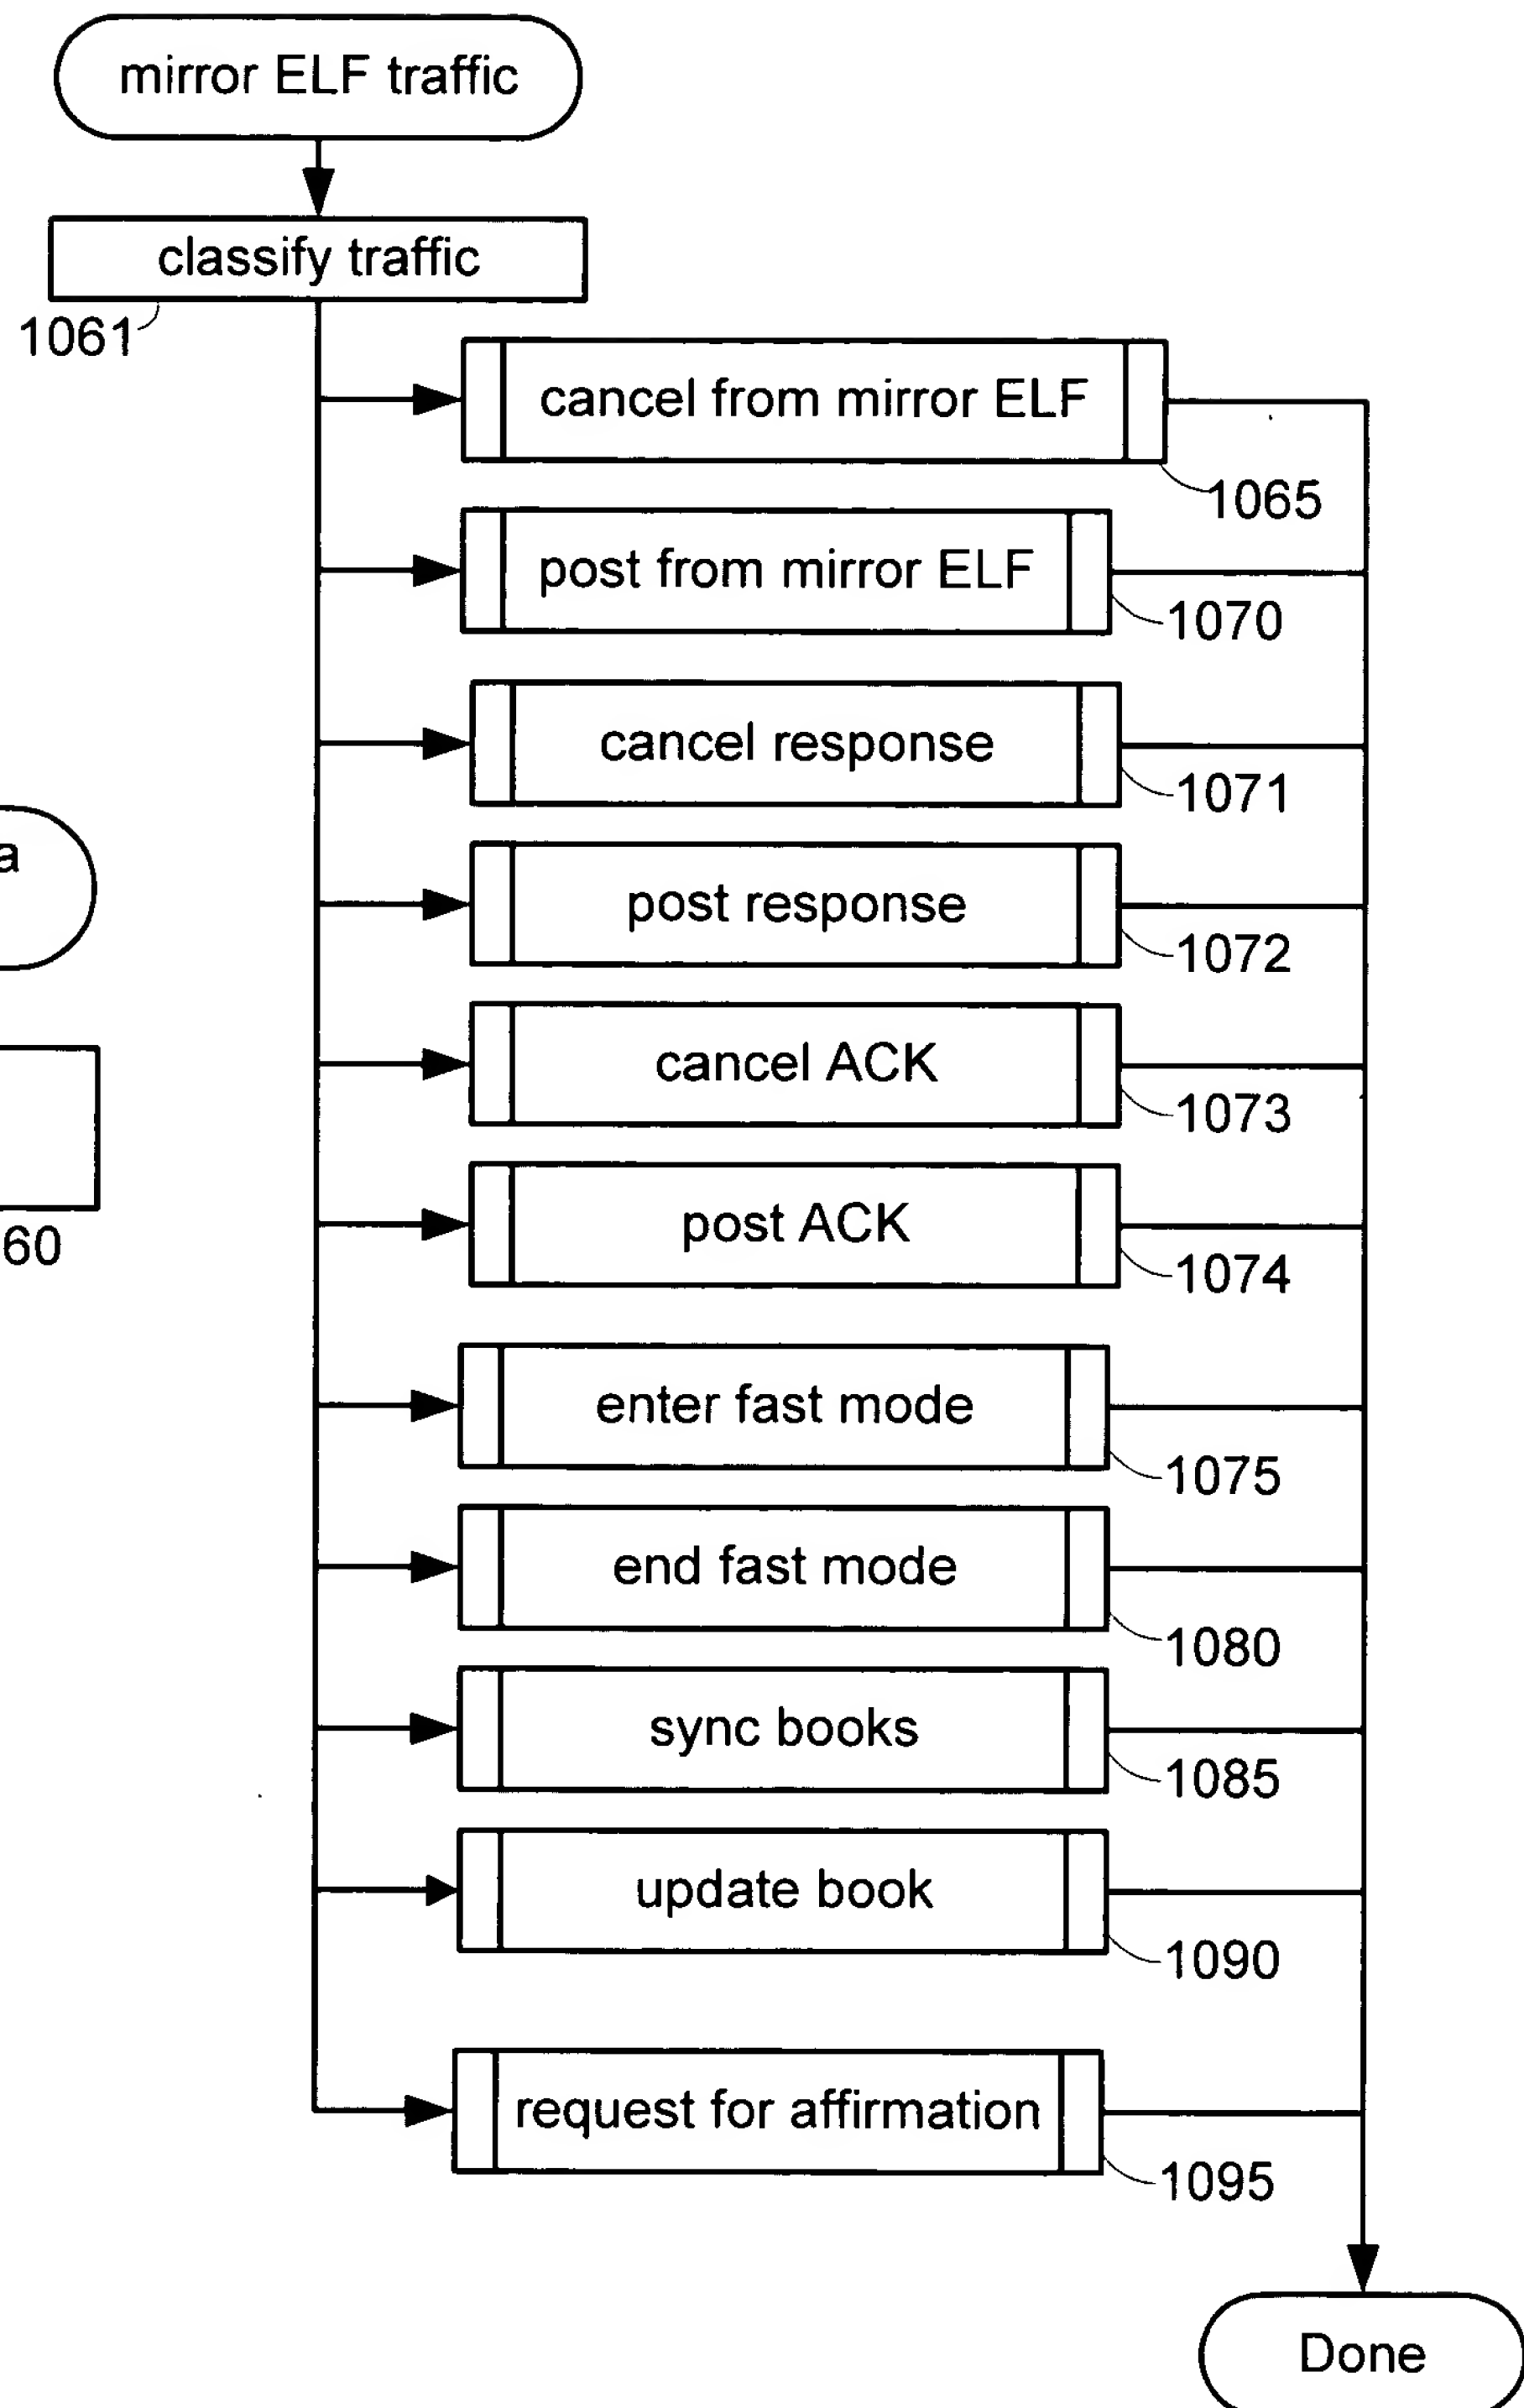 mirror ELF traffic
classify traffic
1061
cancel from mirror ELF
1065
post from mirror ELF
1070
cancel response
1071
a
post response
1072
cancel ACK
1073
post ACK
60
1074
enter fast mode
1075
end fast mode
1080
sync books
1085
update book
1090
request for affirmation
1095
Done